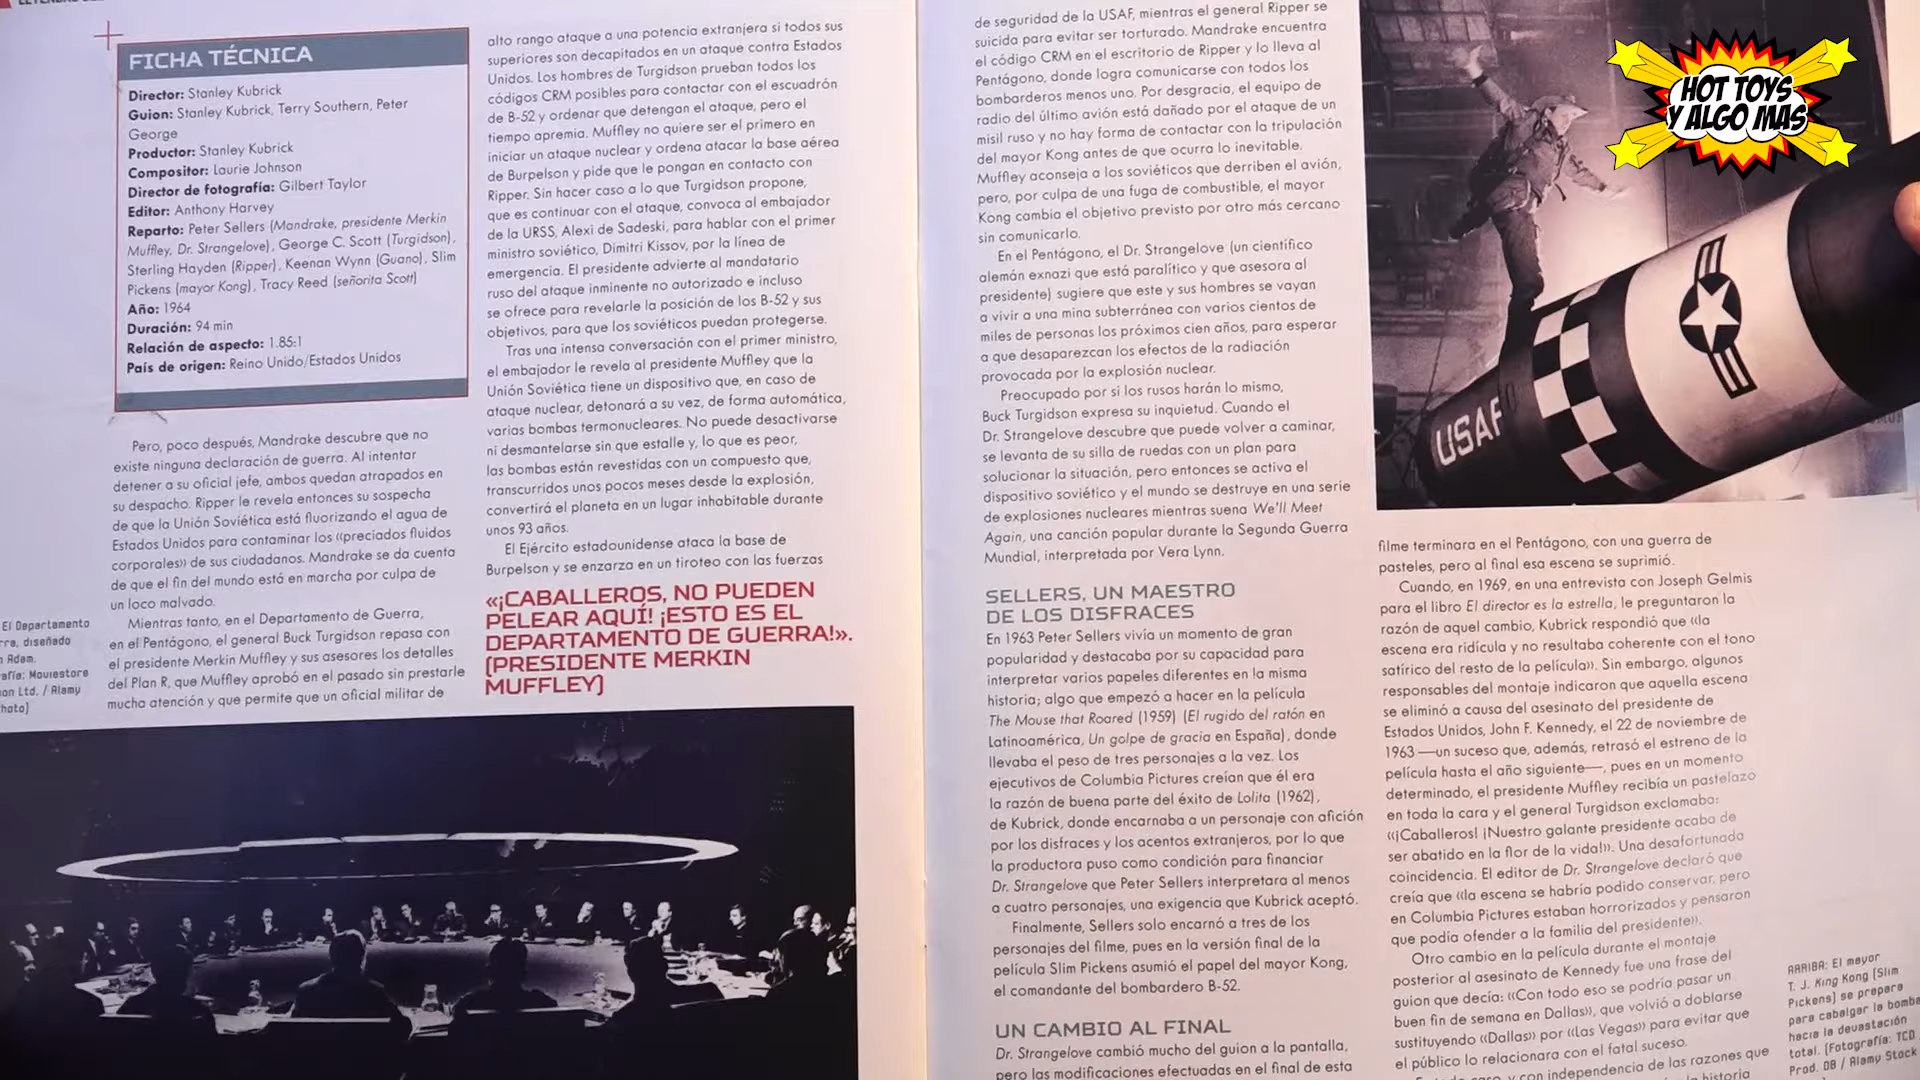 FICHA TÉCNICA
Director: Stanley Kubrick
Guion: Stanley Kubrick, Terry Southern, Peter
George
Productor: Stanley Kubrick
Compositor: Laurie Johnson
Director de fotografía: Gilbert Taylor
Editor: Anthony Harvey
Reparto: Peter Sellers (Mandrake, presidente Merkin
Muffley, Dr. Strangelove), George C. Scott (Turgidson),
Sterling Hayden (Ripper), Keenan Wynn (Guano), Slim
Pickens (mayor Kong), Tracy Reed (señorita Scott)
Año: 1964
Duración: 94 min
Relación de aspecto: 1.85:1
País de origen: Reino Unido/Estados Unidos
Pero, poco después, Mandrake descubre que no
existe ninguna declaración de guerra. Al intentar
detener a su oficial jefe, ambos quedan atrapados en
su despacho. Ripper le revela entonces su sospecha
de que la Unión Soviética está fluorizando el agua de
Estados Unidos para contaminar los «preciados fluidos
corporales» de sus ciudadanos. Mandrake se da cuenta
de que el fin del mundo está en marcha por culpa de
un loco malvado.
Mientras tanto, en el Departamento de Guerra,
en el Pentágono, el general Buck Turgidson repasa con
el presidente Merkin Muffley y sus asesores los detalles
del Plan R, que Muffley aprobó en el pasado sin prestarle
mucha atención y que permite que un oficial militar de
El Departamento
diseñado
Adam.
Moviestore
Ltd. / Alamy
alto rango ataque a una potencia extranjera si todos sus
superiores son decapitados en un ataque contra Estados
Unidos. Los hombres de Turgidson prueban todos los
códigos CRM posibles para contactar con el escuadrón
de B-52 y ordenar que detengan el ataque, pero el
tiempo apremia. Muffley no quiere ser el primero en
iniciar un ataque nuclear y ordena atacar la base aérea
de Burpelson y pide que le pongan en contacto con
Ripper. Sin hacer caso a lo que Turgidson propone,
que es continuar con el ataque, convoca al embajador
de la URSS, Alexi de Sadeski, para hablar con el primer
ministro soviético, Dimitri Kissov, por la línea de
emergencia. El presidente advierte al mandatario
ruso del ataque inminente no autorizado e incluso
se ofrece para revelarle la posición de los B-52 y sus
objetivos, para que los soviéticos puedan protegerse.
Tras una intensa conversación con el primer ministro,
el embajador le revela al presidente Muffley que la
Unión Soviética tiene un dispositivo que, en caso de
ataque nuclear, detonará a su vez, de forma automática,
varias bombas termonucleares. No puede desactivarse
ni desmantelarse sin que estalle y, lo que es peor,
las bombas están revestidas con un compuesto que,
transcurridos unos pocos meses desde la explosión,
convertirá el planeta en un lugar inhabitable durante
unos 93 años.
El Ejército estadounidense ataca la base de
Burpelson y se enzarza en un tiroteo con las fuerzas
«¡CABALLEROS, NO PUEDEN
PELEAR AQUÍ! ¡ESTO ES EL
DEPARTAMENTO DE GUERRA!».
(PRESIDENTE MERKIN
MUFFLEY)
de seguridad de la USAF, mientras el general Ripper se
suicida para evitar ser torturado. Mandrake encuentra
el código CRM en el escritorio de Ripper y lo lleva al
Pentágono, donde logra comunicarse con todos los
bombarderos menos uno. Por desgracia, el equipo de
radio del último avión está dañado por el ataque de un
misil ruso y no hay forma de contactar con la tripulación
del mayor Kong antes de que ocurra lo inevitable.
Muffley aconseja a los soviéticos que derriben el avión,
pero, por culpa de una fuga de combustible, el mayor
Kong cambia el objetivo previsto por otro más cercano
sin comunicarlo.
En el Pentágono, el Dr. Strangelove (un científico
alemán exnazi que está paralítico y que asesora al
presidente) sugiere que este y sus hombres se vayan
a vivir a una mina subterránea con varios cientos de
miles de personas los próximos cien años, para esperar
a que desaparezcan los efectos de la radiación
provocada por la explosión nuclear.
Preocupado por si los rusos harán lo mismo,
Buck Turgidson expresa su inquietud. Cuando el
Dr. Strangelove descubre que puede volver a caminar,
se levanta de su silla de ruedas con un plan para
solucionar la situación, pero entonces se activa el
dispositivo soviético y el mundo se destruye en una serie
de explosiones nucleares mientras suena We'll Meet
Again, una canción popular durante la Segunda Guerra
Mundial, interpretada por Vera Lynn.
SELLERS, UN MAESTRO
DE LOS DISFRACES
En 1963 Peter Sellers vivía un momento de gran
popularidad y destacaba por su capacidad para
interpretar varios papeles diferentes en la misma
historia; algo que empezó a hacer en la película
The Mouse that Roared (1959) (El rugido del ratón en
Latinoamérica, Un golpe de gracia en España), donde
llevaba el peso de tres personajes a la vez. Los
ejecutivos de Columbia Pictures creían que él era
la razón de buena parte del éxito de Lolita (1962),
de Kubrick, donde encarnaba a un personaje con afición
por los disfraces y los acentos extranjeros, por lo que
la productora puso como condición para financiar
Dr. Strangelove que Peter Sellers interpretara al menos
a cuatro personajes, una exigencia que Kubrick aceptó.
Finalmente, Sellers solo encarnó a tres de los
personajes del filme, pues en la versión final de la
película Slim Pickens asumió el papel del mayor Kong,
el comandante del bombardero B-52.
UN CAMBIO AL FINAL
Dr. Strangelove cambió mucho del guion a la pantalla,
pero las modificaciones efectuadas en el final de esta
HOT TOYS
Y ALGO MAS
USAF
filme terminara en el Pentágono, con una guerra de
pasteles, pero al final esa escena se suprimió.
Cuando, en 1969, en una entrevista con Joseph Gelmis
para el libro El director es la estrella, le preguntaron la
razón de aquel cambio, Kubrick respondió que «la
escena era ridícula y no resultaba coherente con el tono
satírico del resto de la película». Sin embargo, algunos
responsables del montaje indicaron que aquella escena
se eliminó a causa del asesinato del presidente de
Estados Unidos, John F. Kennedy, el 22 de noviembre de
1963 —un suceso que, además, retrasó el estreno de la
película hasta el año siguiente—, pues en un momento
determinado, el presidente Muffley recibía un pastelazo
en toda la cara y el general Turgidson exclamaba:
«¡Caballeros! ¡Nuestro galante presidente acaba de
ser abatido en la flor de la vida!». Una desafortunada
coincidencia. El editor de Dr. Strangelove declaró que
creía que «la escena se habría podido conservar, pero
en Columbia Pictures estaban horrorizados y pensaron
que podía ofender a la familia del presidente».
Otro cambio en la película durante el montaje
posterior al asesinato de Kennedy fue una frase del
guion que decía: «Con todo eso se podría pasar un
buen fin de semana en Dallas», que volvió a doblarse
sustituyendo «Dallas» por «Las Vegas» para evitar que
el público lo relacionara con el fatal suceso.
y con independencia de las razones que
historia
ARRIBA: El mayor
T. J. King Kong (Slim
Pickens) se prepara
para cabalgar la bomba
hacia la devastación
total. (Fotografía: TCD
Prod. DB / Alamy Stock